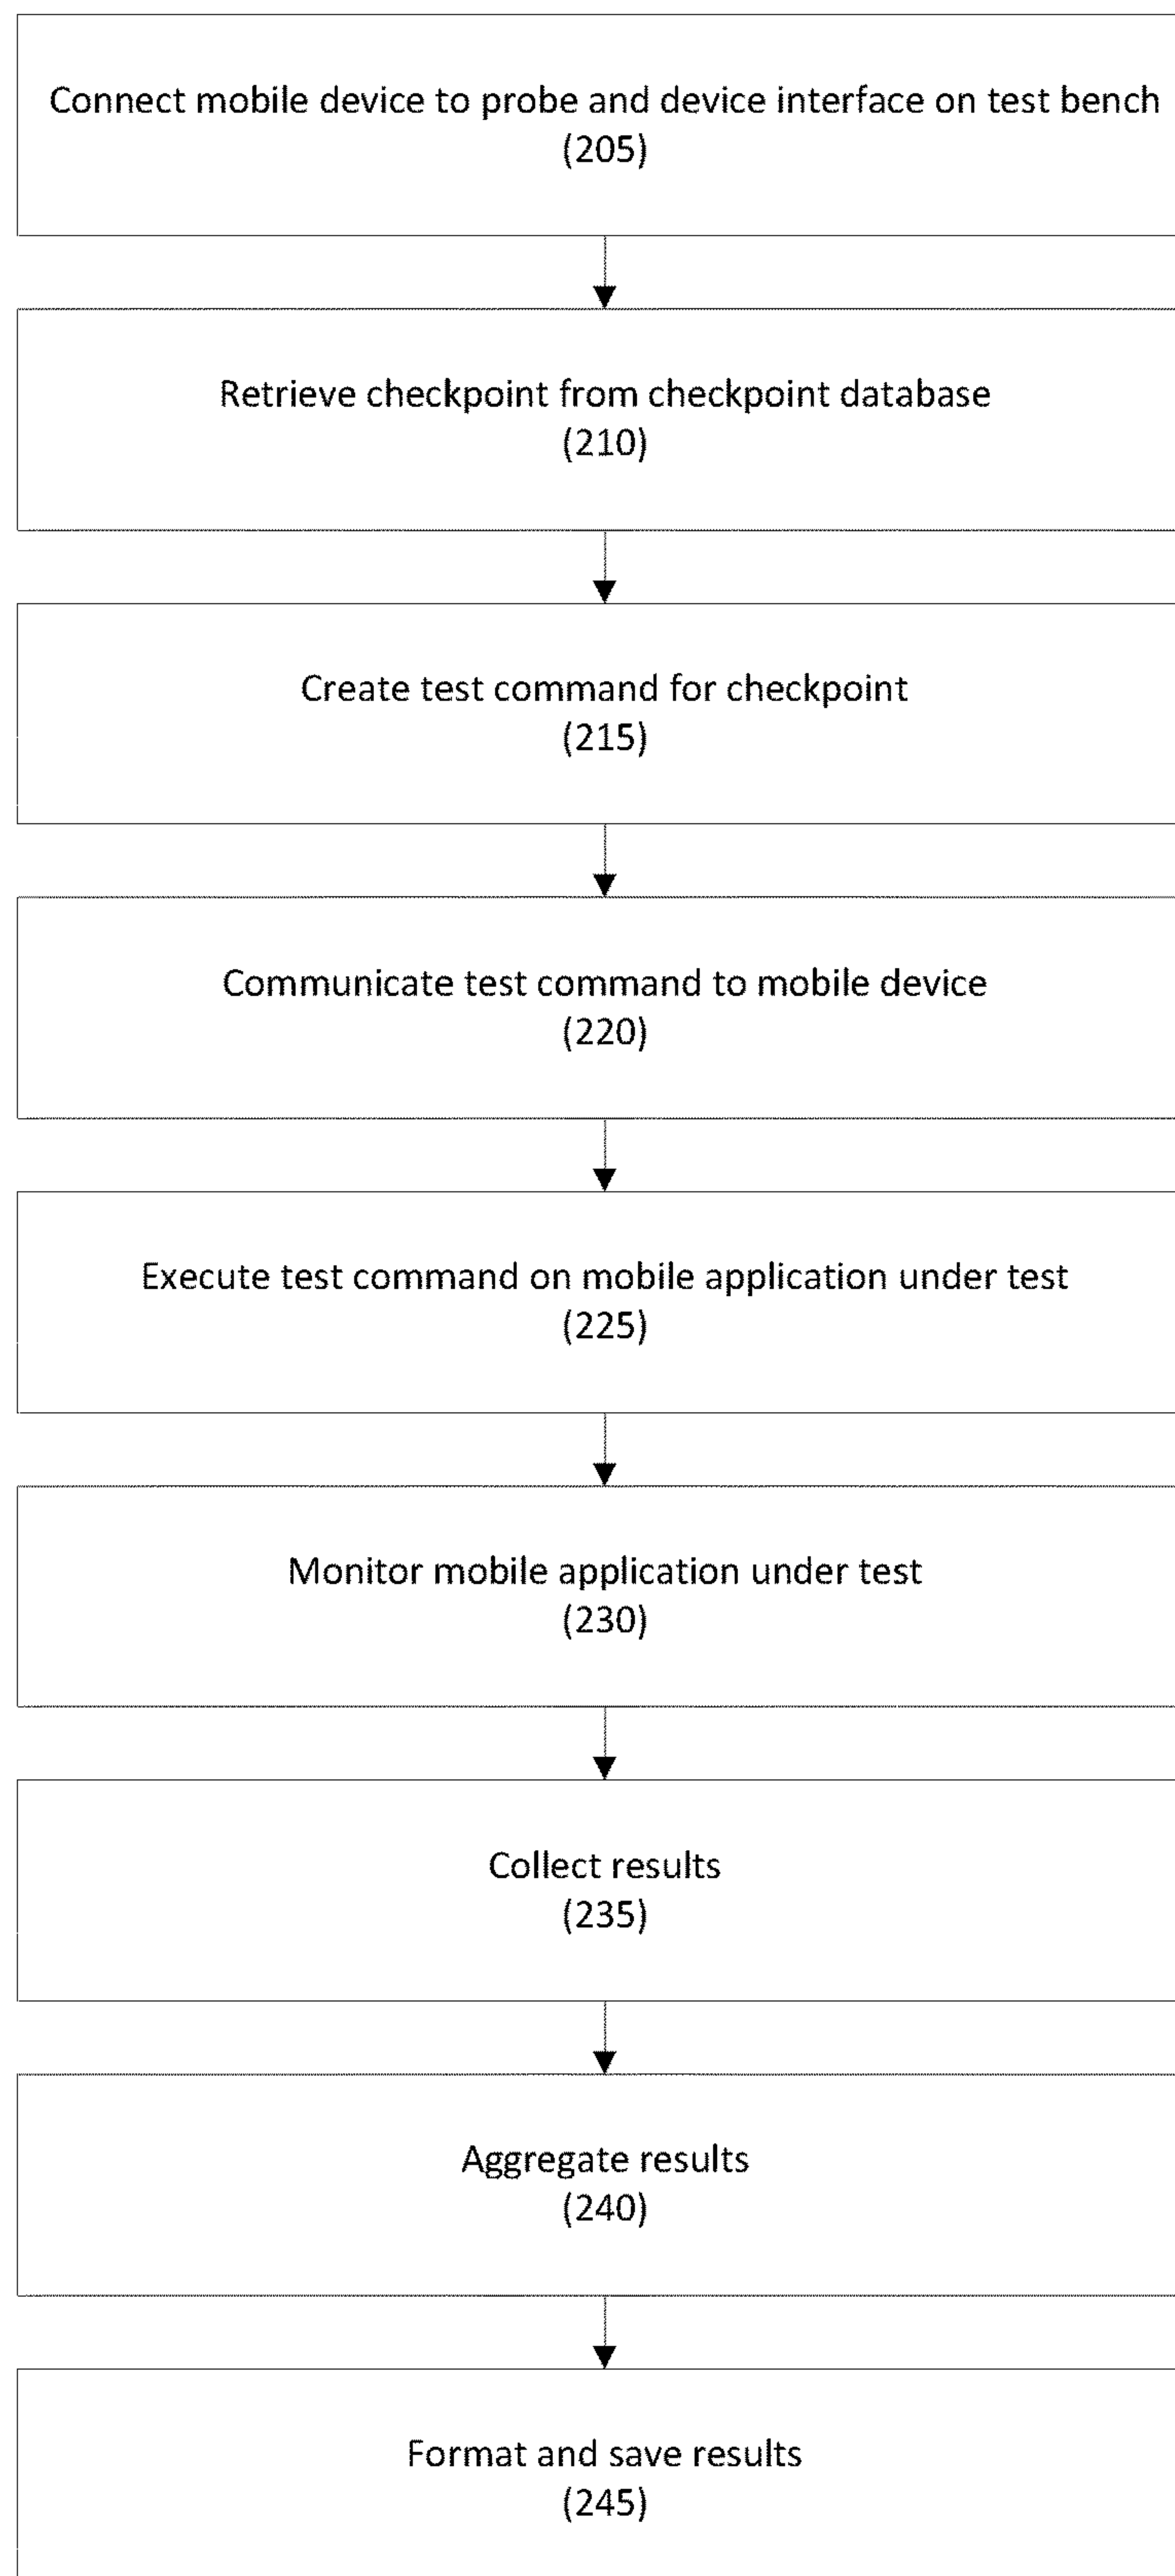 Connect mobile device to probe and device interface on test bench
(205)
Retrieve checkpoint from checkpoint database
(210)
Create test command for checkpoint
(215)
Communicate test command to mobile device
(220)
Execute test command on mobile application under test
(225)
Monitor mobile application under test
(230)
Collect results
(235)
Aggregate results
(240)
Format and save results
(245)